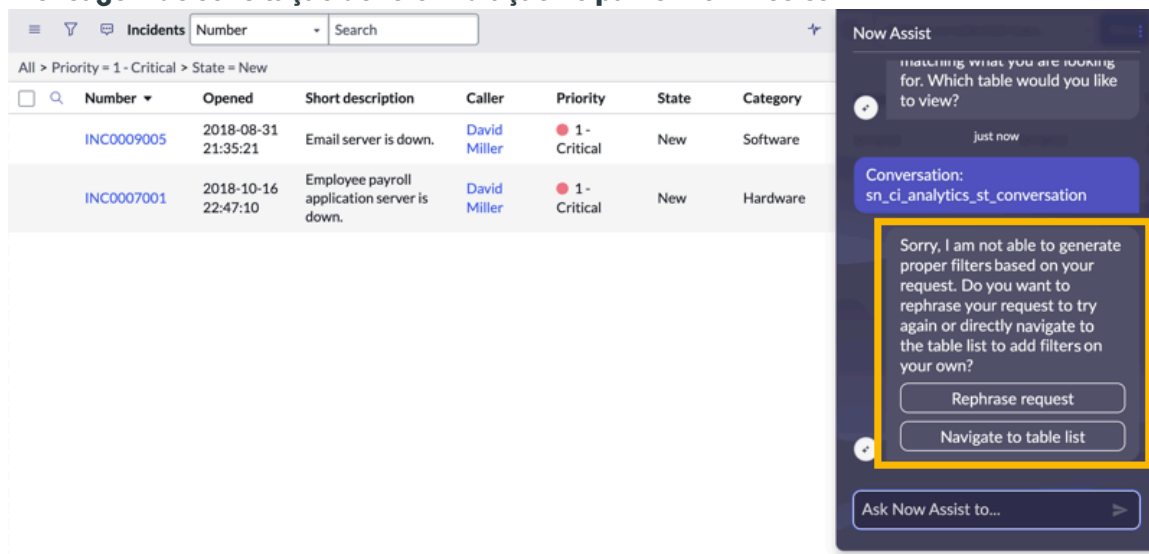 Incidents Number Search
All > Priority = 1 - Critical > State = New
Number Opened Short description Caller Priority State Category
INC0009005 2018-08-31 21:35:21 Email server is down. David Miller 1 - Critical New Software
INC0007001 2018-10-16 22:47:10 Employee payroll application server is down. David Miller 1 - Critical New Hardware
Now Assist
matching what you are looking
for. Which table would you like
to view?
just now
Conversation:
sn_ci_analytics_st_conversation
Sorry, I am not able to generate
proper filters based on your
request. Do you want to
rephrase your request to try
again or directly navigate to
the table list to add filters on
your own?
Rephrase request
Navigate to table list
Ask Now Assist to...